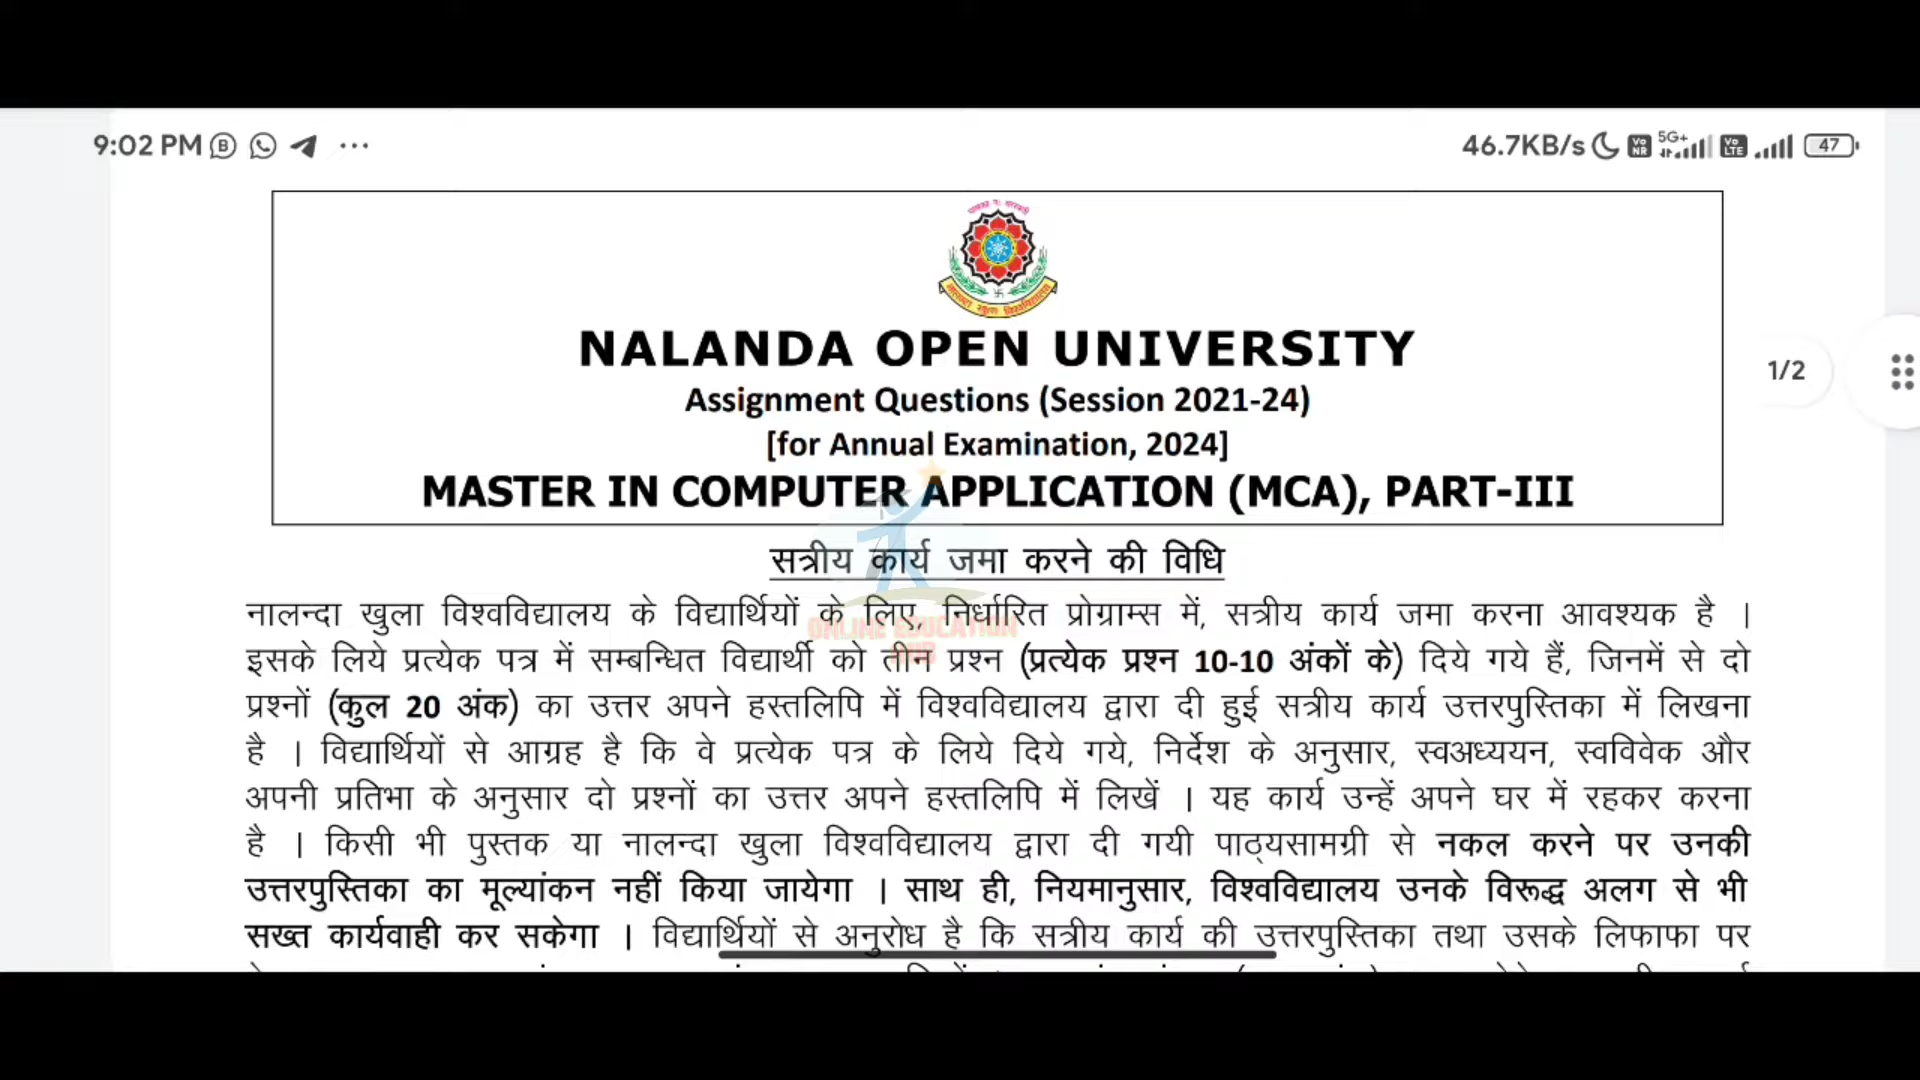 9:02 PM
46.7KB/s
5G+
47
NALANDA OPEN UNIVERSITY
Assignment Questions (Session 2021-24)
[for Annual Examination, 2024]
MASTER IN COMPUTER APPLICATION (MCA), PART-III
1/2
सत्रीय कार्य जमा करने की विधि
नालन्दा खुला विश्वविद्यालय के विद्यार्थियों के लिए, निर्धारित प्रोग्राम्स में, सत्रीय कार्य जमा करना आवश्यक है ।
इसके लिये प्रत्येक पत्र में सम्बन्धित विद्यार्थी को तीन प्रश्न (प्रत्येक प्रश्न 10-10 अंकों के) दिये गये हैं, जिनमें से दो
प्रश्नों (कुल 20 अंक) का उत्तर अपने हस्तलिपि में विश्वविद्यालय द्वारा दी हुई सत्रीय कार्य उत्तरपुस्तिका में लिखना
है । विद्यार्थियों से आग्रह है कि वे प्रत्येक पत्र के लिये दिये गये, निर्देश के अनुसार, स्वअध्ययन, स्वविवेक और
अपनी प्रतिभा के अनुसार दो प्रश्नों का उत्तर अपने हस्तलिपि में लिखें । यह कार्य उन्हें अपने घर में रहकर करना
है । किसी भी पुस्तक या नालन्दा खुला विश्वविद्यालय द्वारा दी गयी पाठ्यसामग्री से नकल करने पर उनकी
उत्तरपुस्तिका का मूल्यांकन नहीं किया जायेगा । साथ ही, नियमानुसार, विश्वविद्यालय उनके विरूद्ध अलग से भी
सख्त कार्यवाही कर सकेगा । विद्यार्थियों से अनुरोध है कि सत्रीय कार्य की उत्तरपुस्तिका तथा उसके लिफाफा पर
ONLINE EDUCATION
HUB